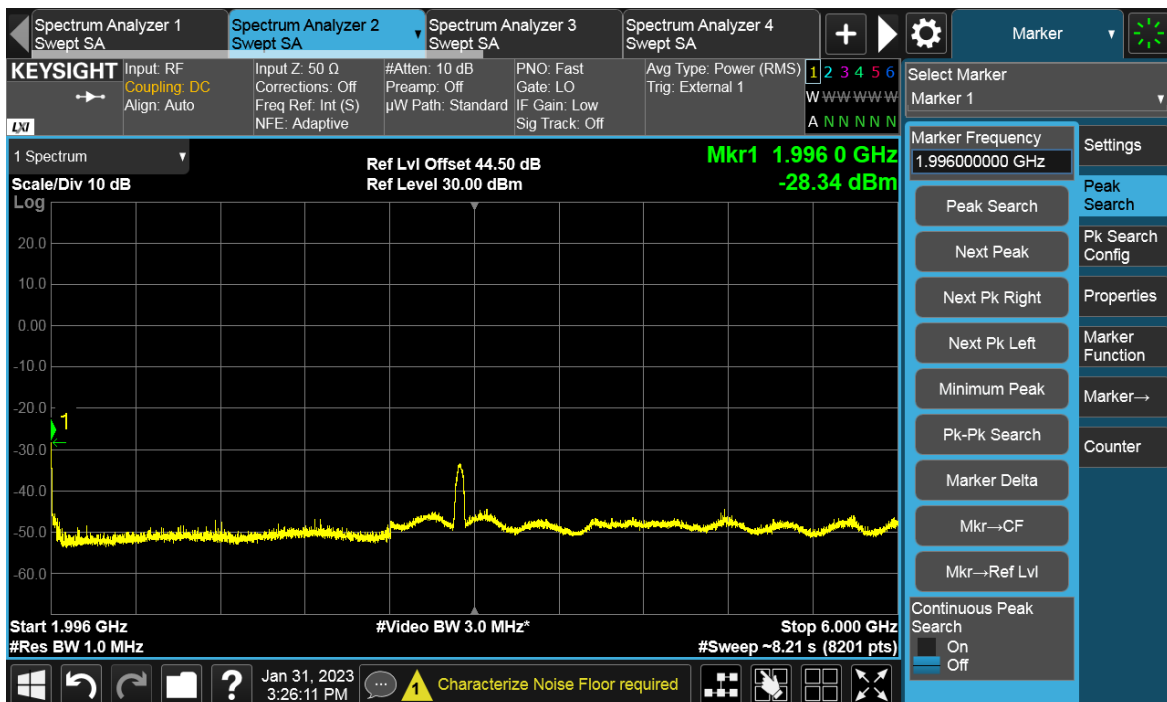 Spectrum Analyzer 1
Swept SA
Spectrum Analyzer 2
Swept SA
Spectrum Analyzer 3
Swept SA
Spectrum Analyzer 4
Swept SA
Marker
KEYSIGHT
LXI
Input: RF
Coupling: DC
Align: Auto
Input Z: 50 Ω
Corrections: Off
Freq Ref: Int (S)
NFE: Adaptive
#Atten: 10 dB
Preamp: Off
µW Path: Standard
PNO: Fast
Gate: LO
IF Gain: Low
Sig Track: Off
Avg Type: Power (RMS)
Trig: External 1
1 2 3 4 5 6
W W W W W W
A N N N N N
Select Marker
Marker 1
1 Spectrum
Scale/Div 10 dB
Log
Ref Lvl Offset 44.50 dB
Ref Level 30.00 dBm
Mkr1 1.996 0 GHz
-28.34 dBm
20.0
10.0
0.00
-10.0
-20.0
-30.0
-40.0
-50.0
-60.0
1
Start 1.996 GHz
#Res BW 1.0 MHz
#Video BW 3.0 MHz*
Stop 6.000 GHz
#Sweep ~8.21 s (8201 pts)
Marker Frequency
1.996000000 GHz
Peak Search
Next Peak
Next Pk Right
Next Pk Left
Minimum Peak
Pk-Pk Search
Marker Delta
Mkr→CF
Mkr→Ref Lvl
Continuous Peak
Search
On
Off
Settings
Peak
Search
Pk Search
Config
Properties
Marker
Function
Marker→
Counter
?
Jan 31, 2023
3:26:11 PM
1
Characterize Noise Floor required